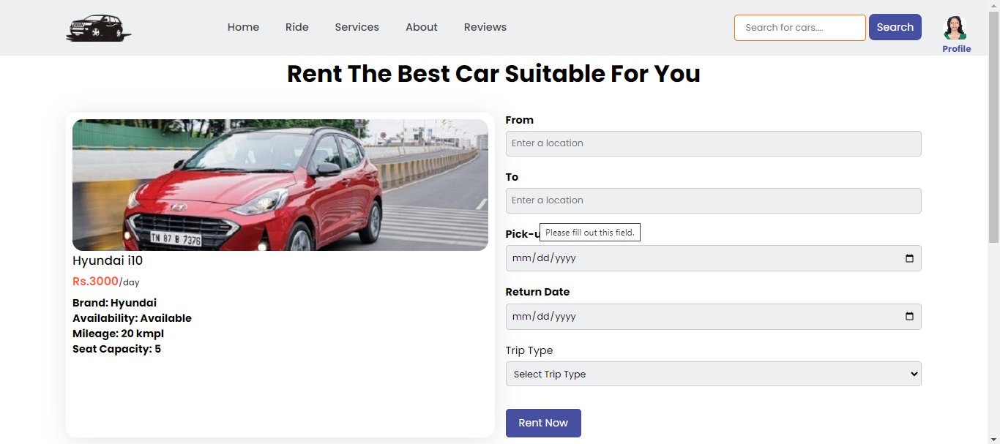 Home Ride Services About Reviews
Search for cars....
Search
Profile
Rent The Best Car Suitable For You
TN 87 B 7376
Hyundai i10
Rs.3000/day
Brand: Hyundai
Availability: Available
Mileage: 20 kmpl
Seat Capacity: 5
From
Enter a location
To
Enter a location
Please fill out this field.
Pick-u
mm/dd/yyyy
Return Date
mm/dd/yyyy
Trip Type
Select Trip Type
Rent Now